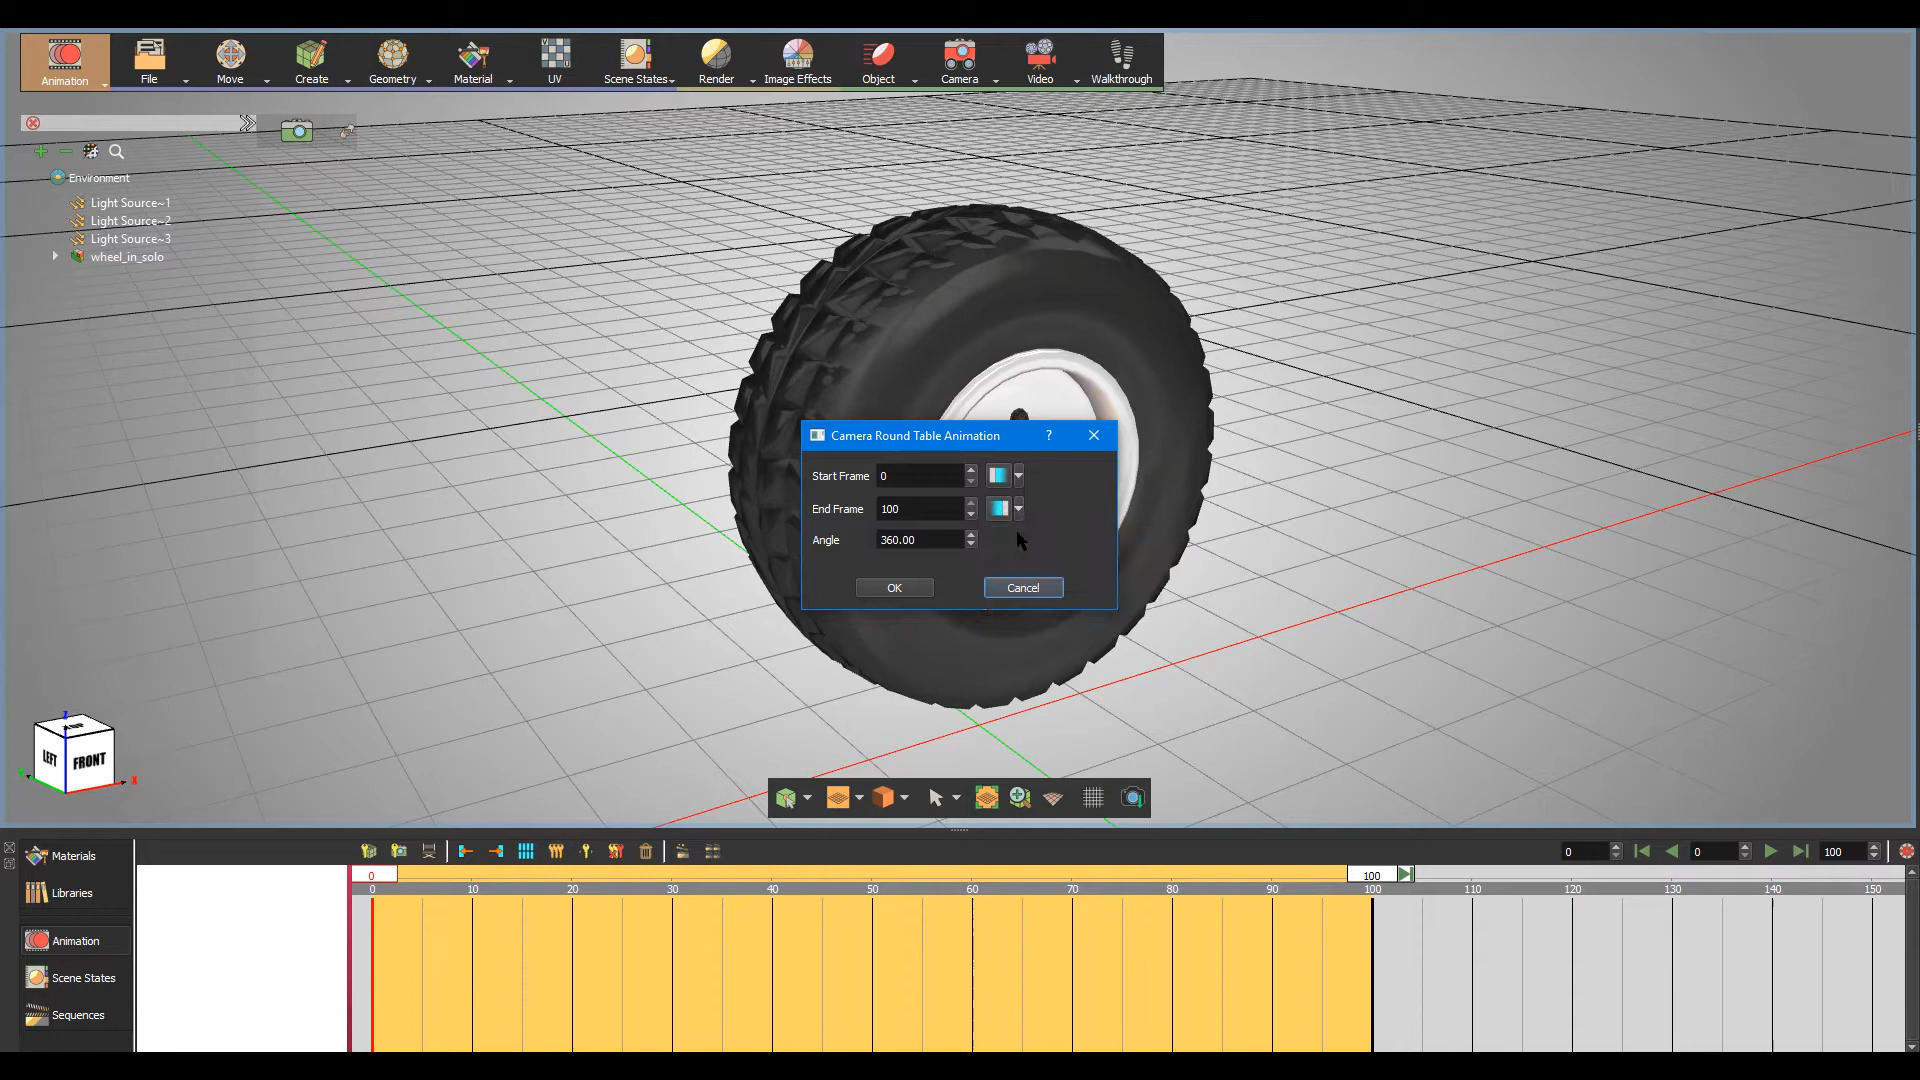 Animation File Move Create Geometry Material UV Scene States Render Image Effects Object Camera Video Walkthrough
Environment
Light Source~1
Light Source~2
Light Source~3
wheel_in_solo
Camera Round Table Animation ?
Start Frame 0
End Frame 100
Angle 360.00
OK Cancel
Z
LEFT FRONT
Y X
Materials
Libraries
Animation
Scene States
Sequences
0 0 100
0 100
0 10 20 30 40 50 60 70 80 90 100 110 120 130 140 150